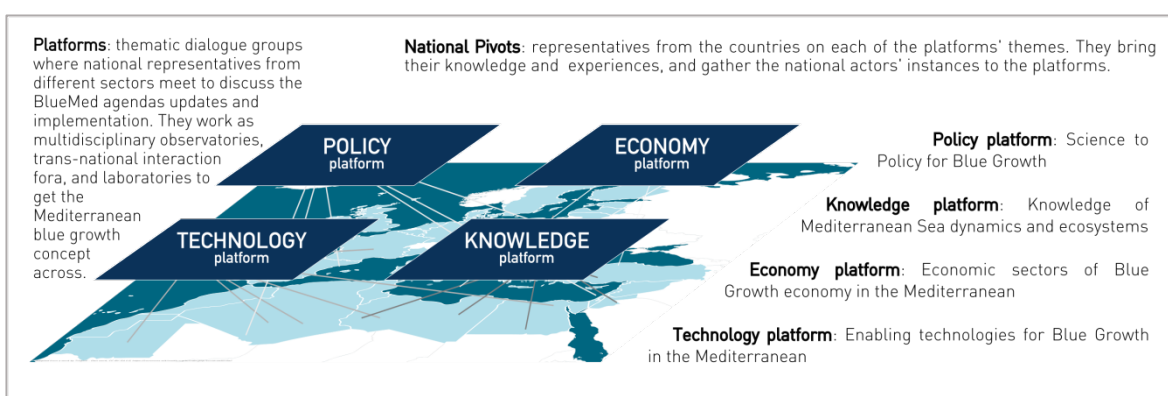 Platforms: thematic dialogue groups
where national representatives from
different sectors meet to discuss the
BlueMed agendas updates and
implementation. They work as
multidisciplinary observatories,
trans-national interaction
fora, and laboratories to
get the
Mediterranean
blue growth
concept
across.
National Pivots: representatives from the countries on each of the platforms' themes. They bring
their knowledge and experiences, and gather the national actors' instances to the platforms.
POLICY
platform
ECONOMY
platform
TECHNOLOGY
platform
KNOWLEDGE
platform
Policy platform: Science to
Policy for Blue Growth
Knowledge platform: Knowledge of
Mediterranean Sea dynamics and ecosystems
Economy platform: Economic sectors of Blue
Growth economy in the Mediterranean
Technology platform: Enabling technologies for Blue Growth
in the Mediterranean